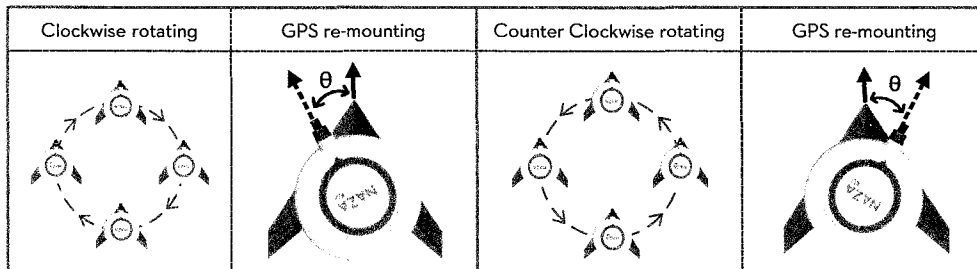 Clockwise rotating
GPS re-mounting
Counter Clockwise rotating
GPS re-mounting
θ
NAZA
θ
NAZA